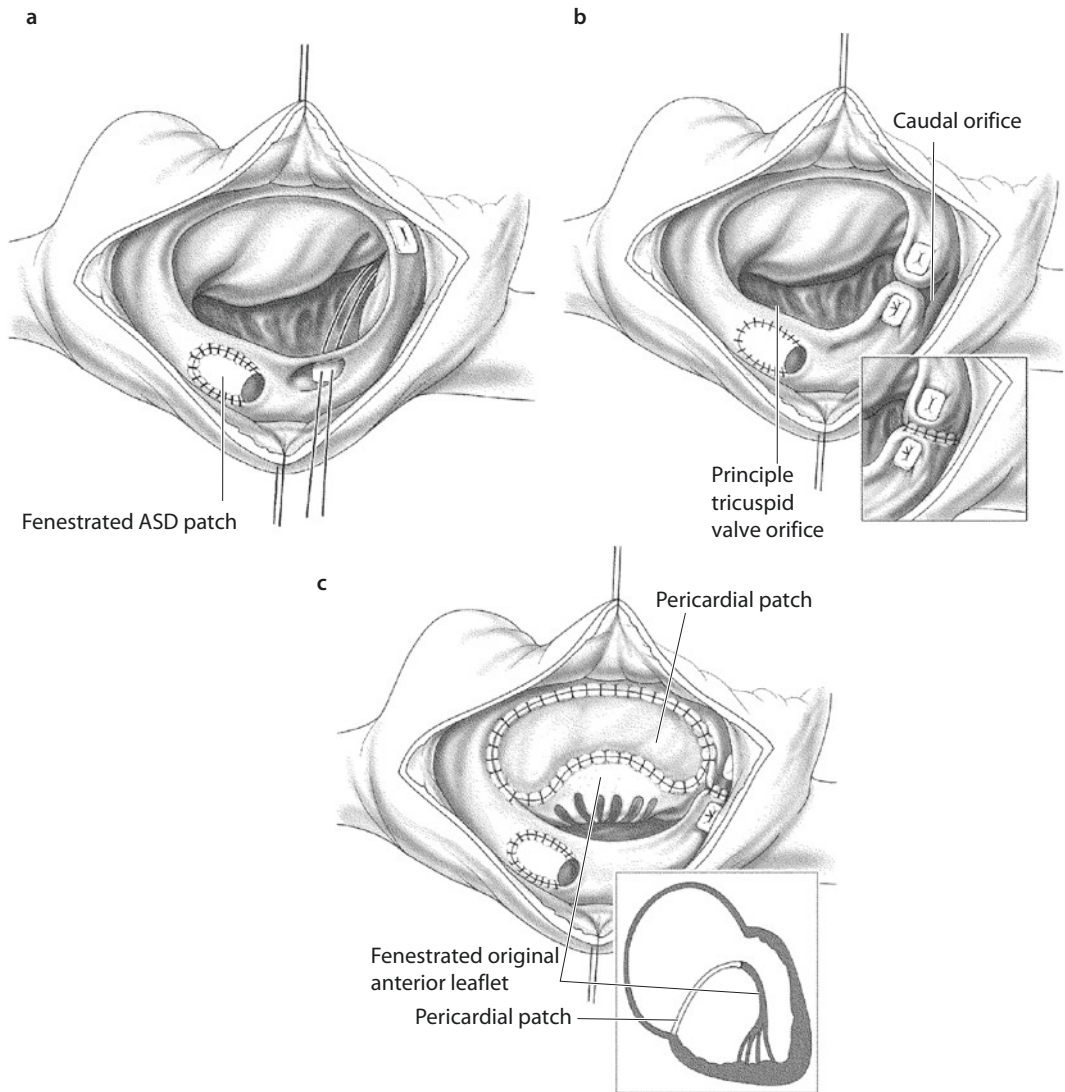 a
Fenestrated ASD patch
b
Caudal orifice
Principle
tricuspid
valve orifice
c
Pericardial patch
Fenestrated original
anterior leaflet
Pericardial patch